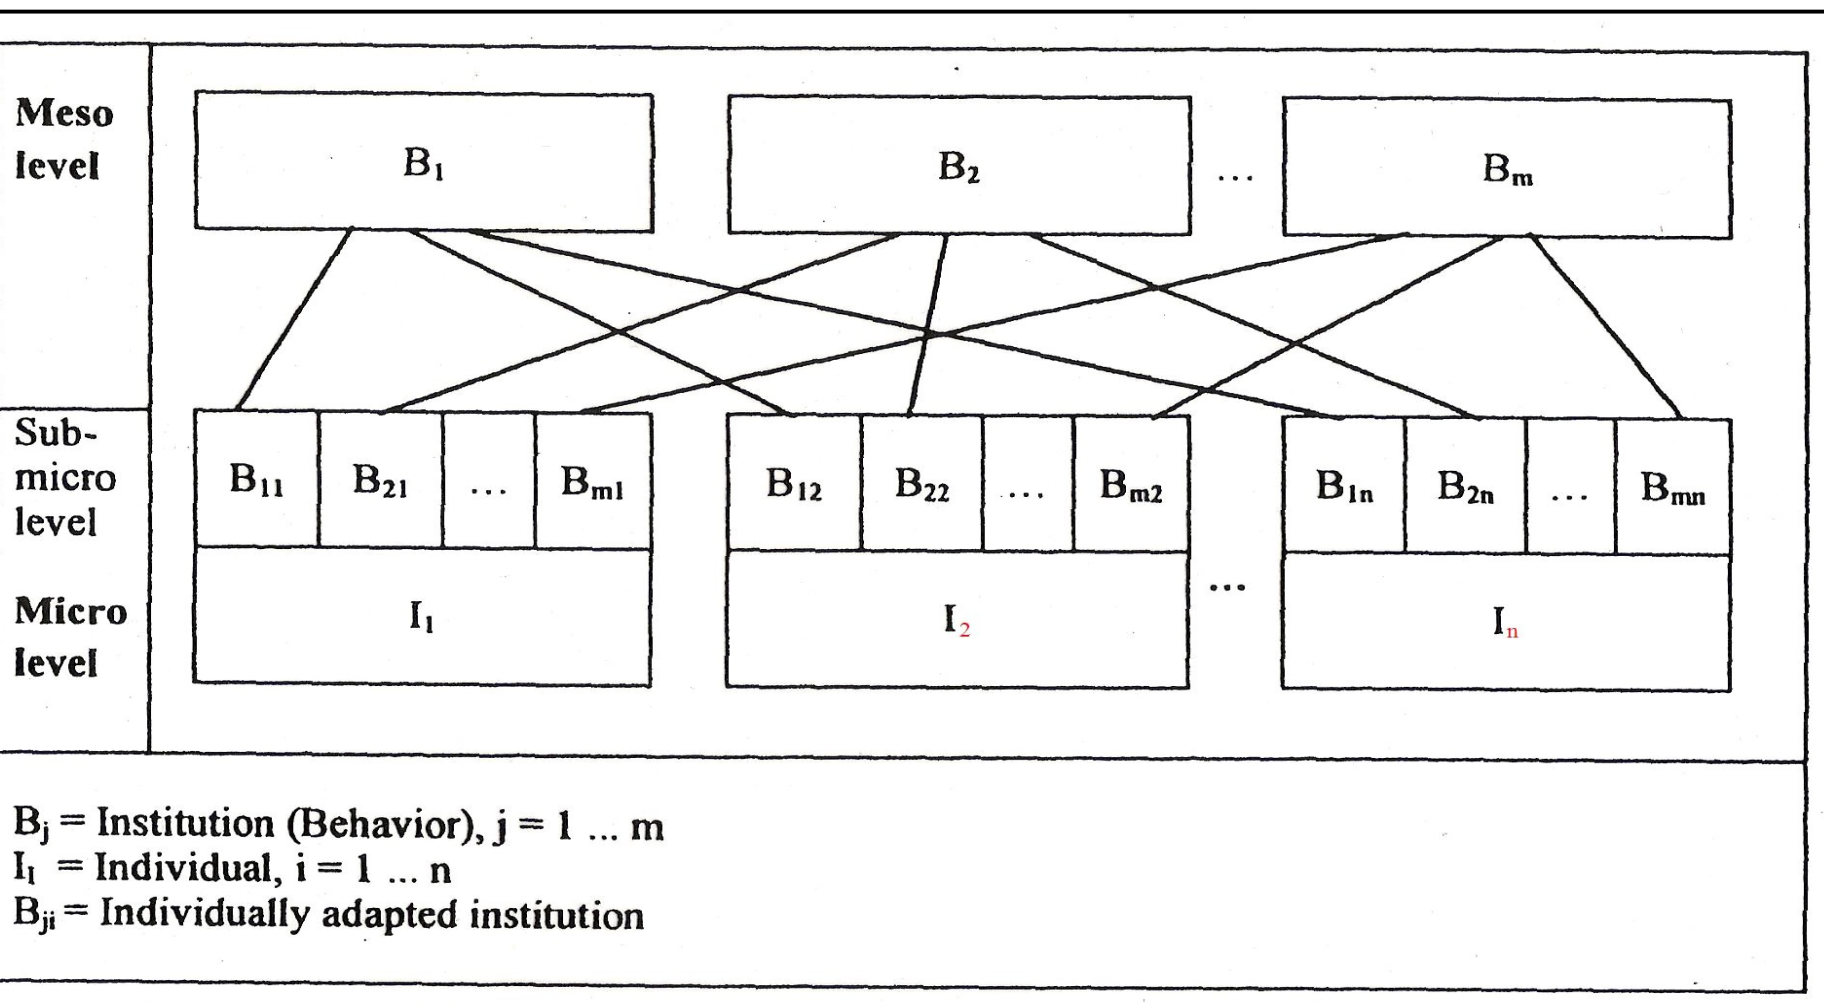 Meso
level
B₁
B₂
...
Bₘ
Sub-
micro
level
B₁₁
B₂₁
...
Bₘ₁
B₁₂
B₂₂
...
Bₘ₂
B₁ₙ
B₂ₙ
...
Bₘₙ
Micro
level
I₁
I₂
...
Iₙ
Bⱼ = Institution (Behavior), j = 1 ... m
I₁ = Individual, i = 1 ... n
Bⱼᵢ = Individually adapted institution